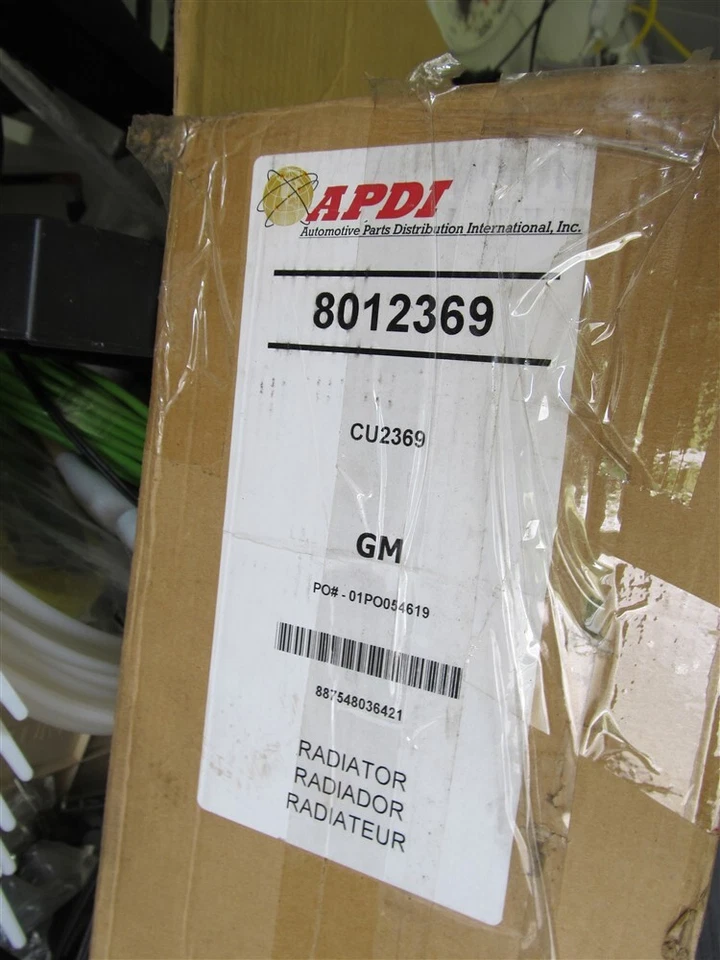 APDI
Automotive Parts Distribution International, Inc.
8012369
CU2369
GM
PO# - 01PO054619
887548036421
RADIATOR
RADIADOR
RADIATEUR